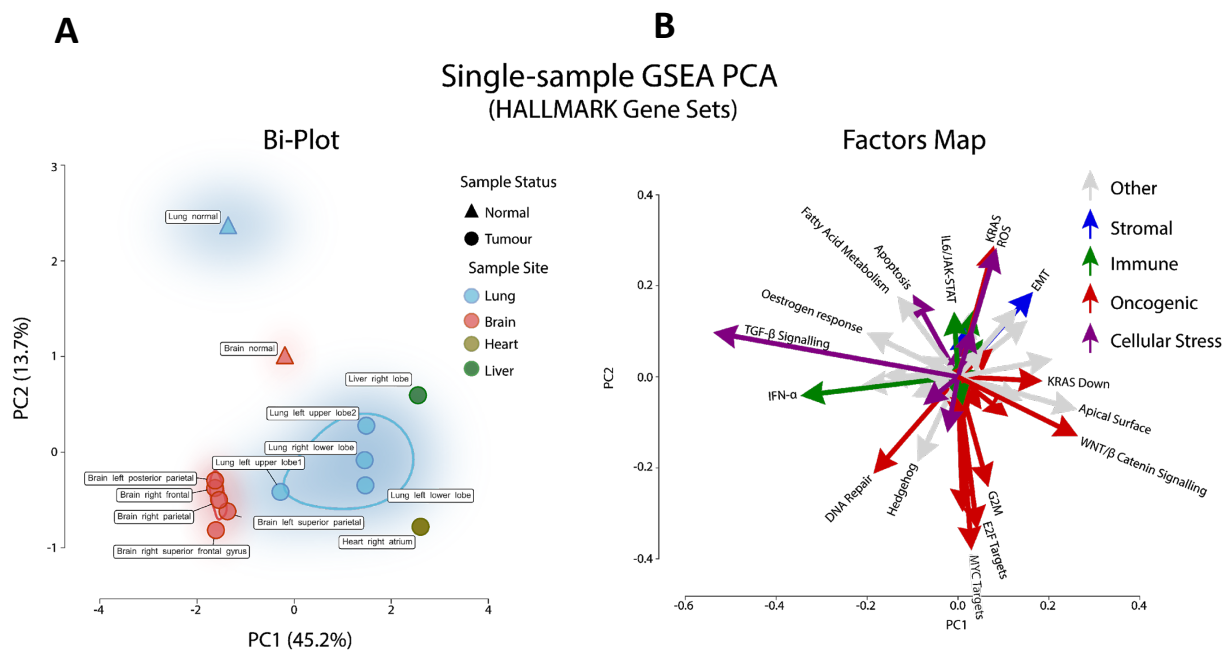 A
B
Single-sample GSEA PCA
(HALLMARK Gene Sets)
Bi-Plot
Factors Map
3
2
1
0
-1
-4
-2
0
2
4
PC2 (13.7%)
PC1 (45.2%)
Lung normal
Brain normal
Liver right lobe
Lung left upper lobe2
Lung right lower lobe
Lung left upper lobe1
Brain left posterior parietal
Brain right frontal
Lung left lower lobe
Brain right parietal
Brain left superior parietal
Heart right atrium
Brain right superior frontal gyrus
Sample Status
Normal
Tumour
Sample Site
Lung
Brain
Heart
Liver
0.4
0.2
0.0
-0.2
-0.4
-0.6
-0.3
0.0
0.2
0.4
PC2
PC1
Fatty Acid Metabolism
Apoptosis
IL6/JAK-STAT
KRAS
ROS
EMT
Oestrogen response
TGF-β Signalling
IFN-α
KRAS Down
Apical Surface
WNT/β Catenin Signalling
DNA Repair
Hedgehog
G2M
E2F Targets
MYC Targets
Other
Stromal
Immune
Oncogenic
Cellular Stress